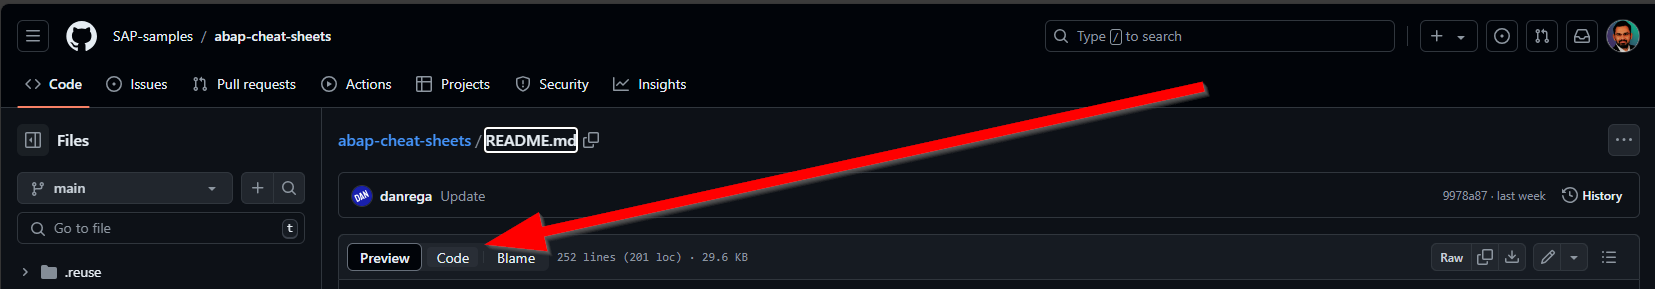 SAP-samples / abap-cheat-sheets
Type / to search
Code Issues Pull requests Actions Projects Security Insights
Files
abap-cheat-sheets / README.md
main
DAN danrega Update
9978a87 · last week History
Go to file t
Preview Code Blame 252 lines (201 loc) · 29.6 KB
Raw
.reuse